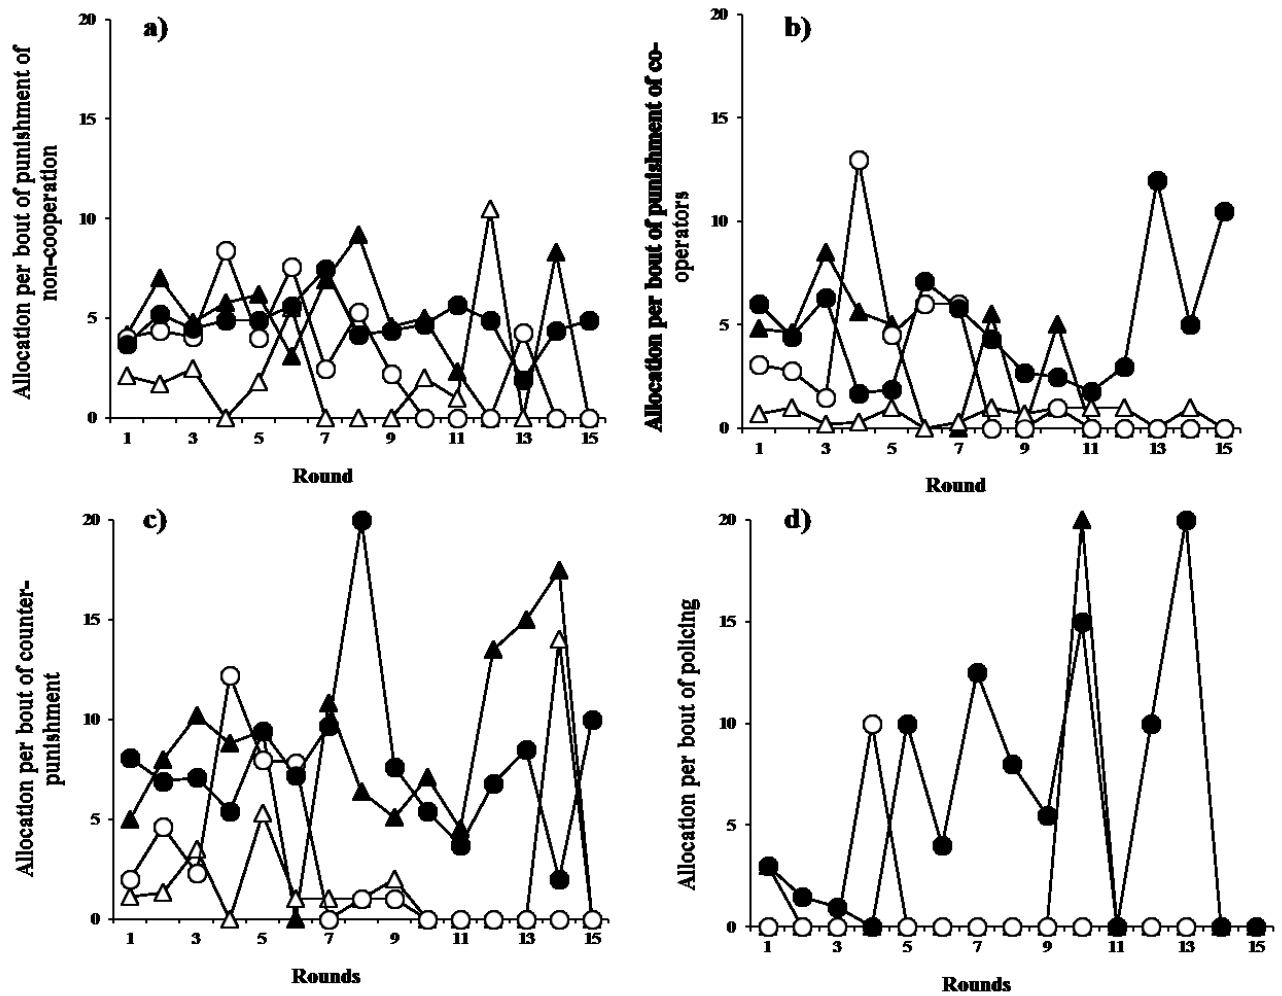 a)
Allocation per bout of punishment of
non-cooperation
20
15
10
5
0
1 3 5 7 9 11 13 15
Round
b)
Allocation per bout of punishment of co-
operators
20
15
10
5
0
1 3 5 7 9 11 13 15
Round
c)
Allocation per bout of counter-
punishment
20
15
10
5
0
1 3 5 7 9 11 13 15
Rounds
d)
Allocation per bout of policing
20
15
10
5
0
1 3 5 7 9 11 13 15
Rounds